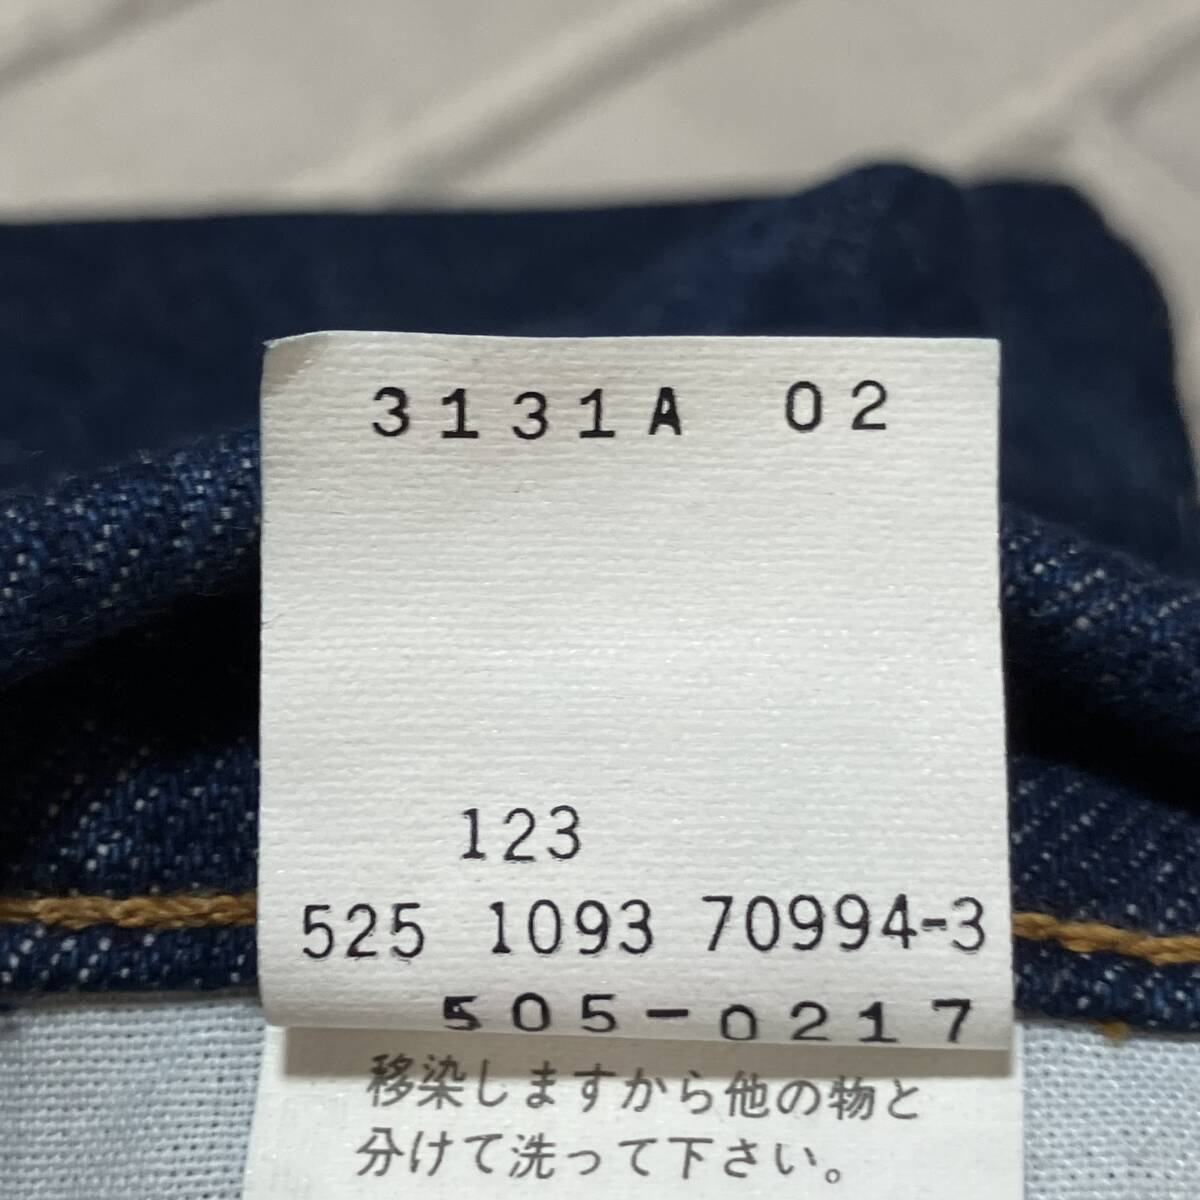 3131A 02
123
525 1093 70994-3
505-0217
移染しますから他の物と
分けて洗って下さい。